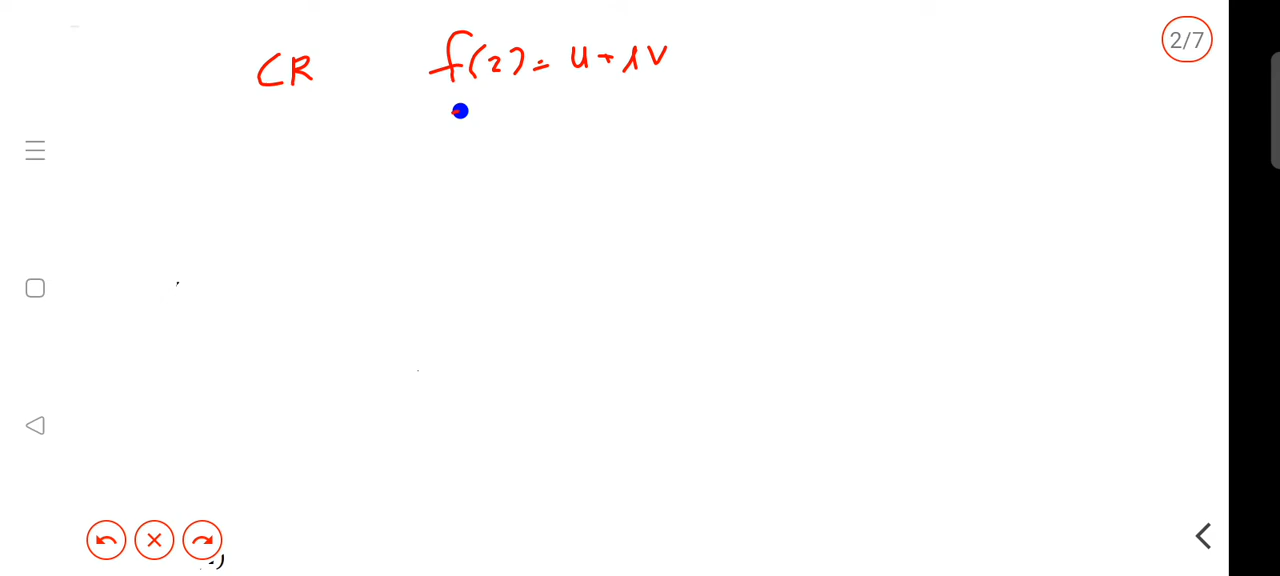 CR f(z) = u + iv
2/7